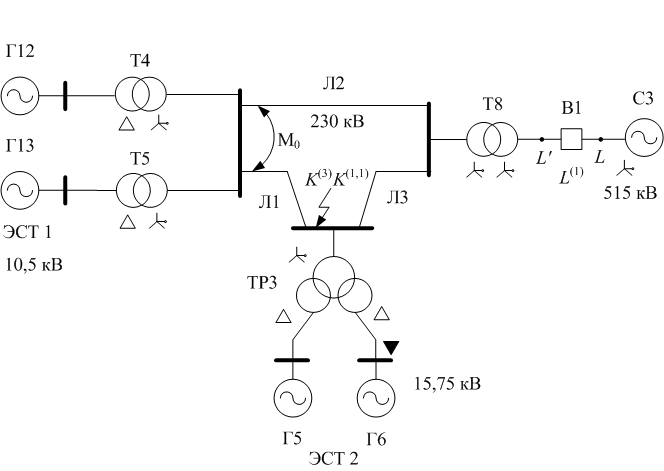 Г12
Т4
Л2
Т8
В1
С3
230 кВ
М₀
Г13
Т5
L′
L⁽¹⁾
L
515 кВ
K⁽³⁾ K⁽¹,¹⁾
Л1
Л3
ЭСТ 1
10,5 кВ
ТР3
15,75 кВ
Г5
Г6
ЭСТ 2